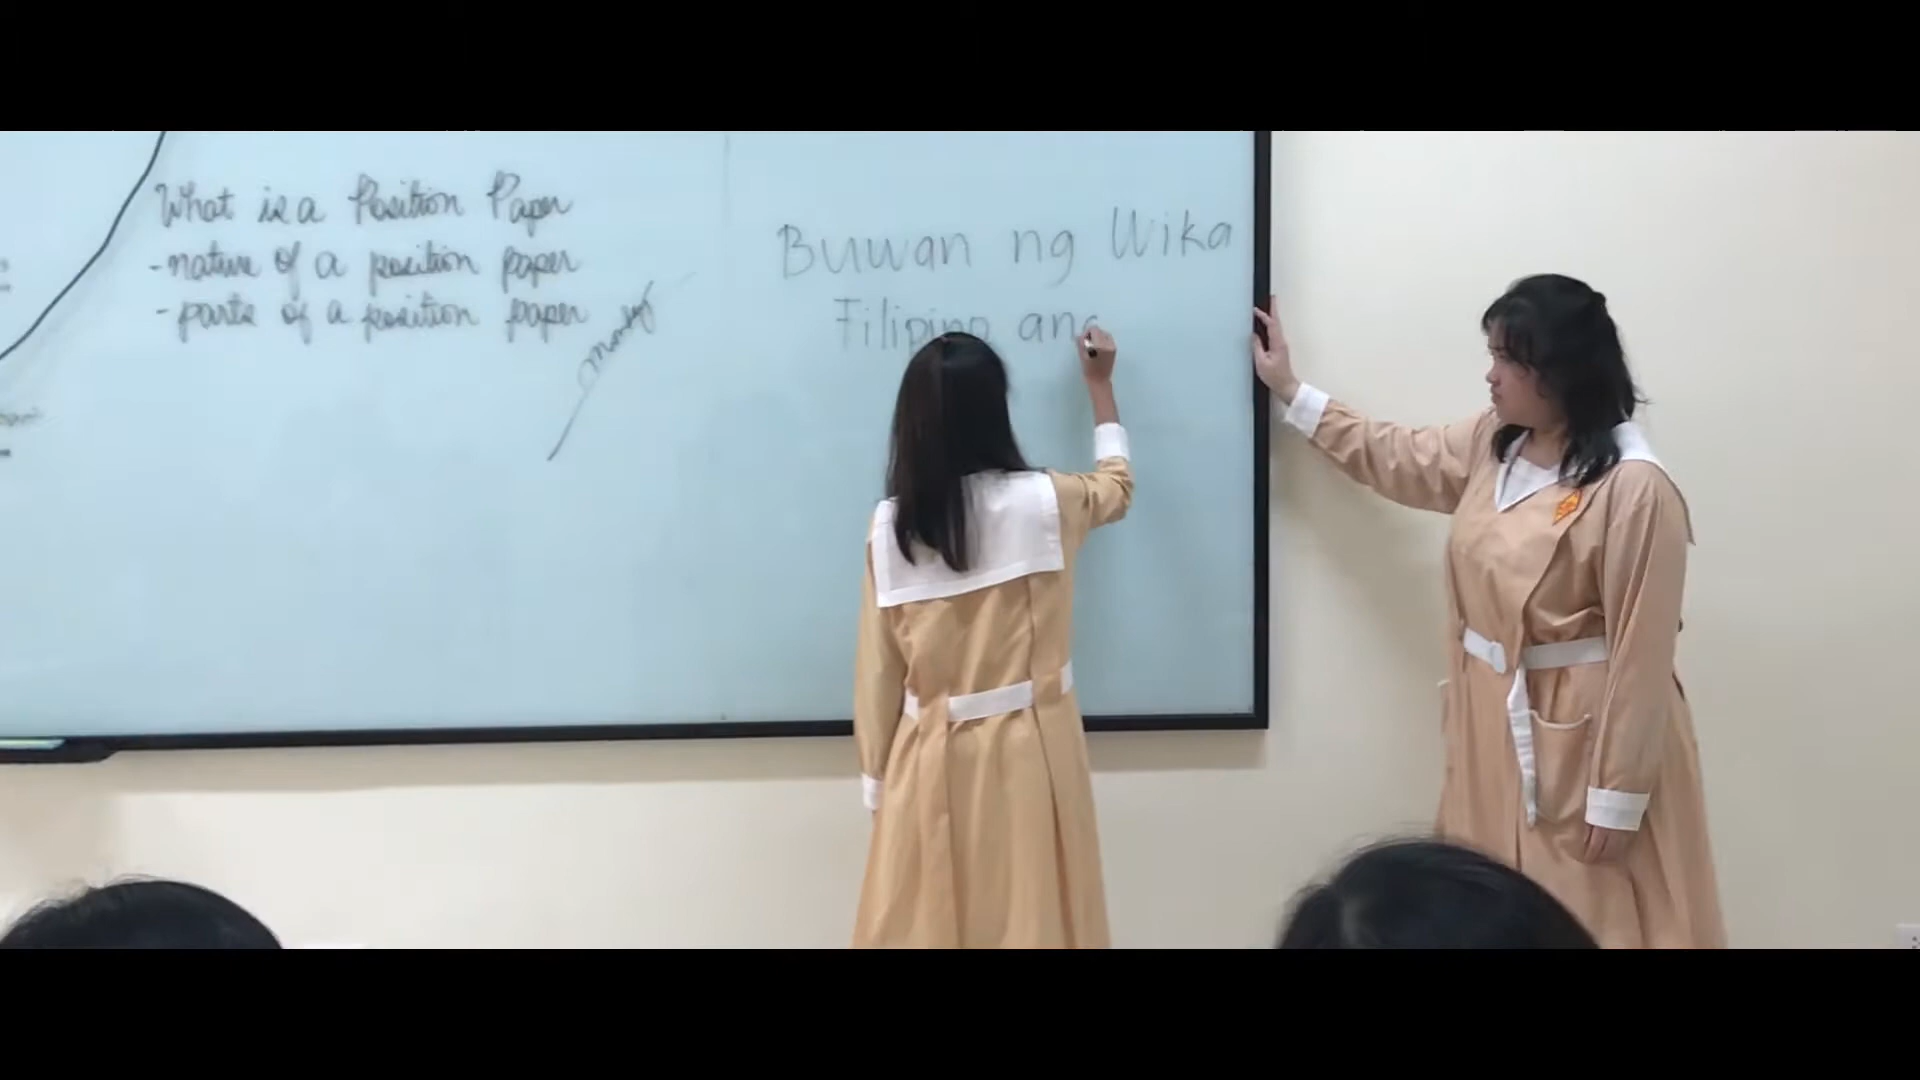 What is a Position Paper
-nature of a position paper
-parts of a position paper
Buwan ng Wika
Filipino ang